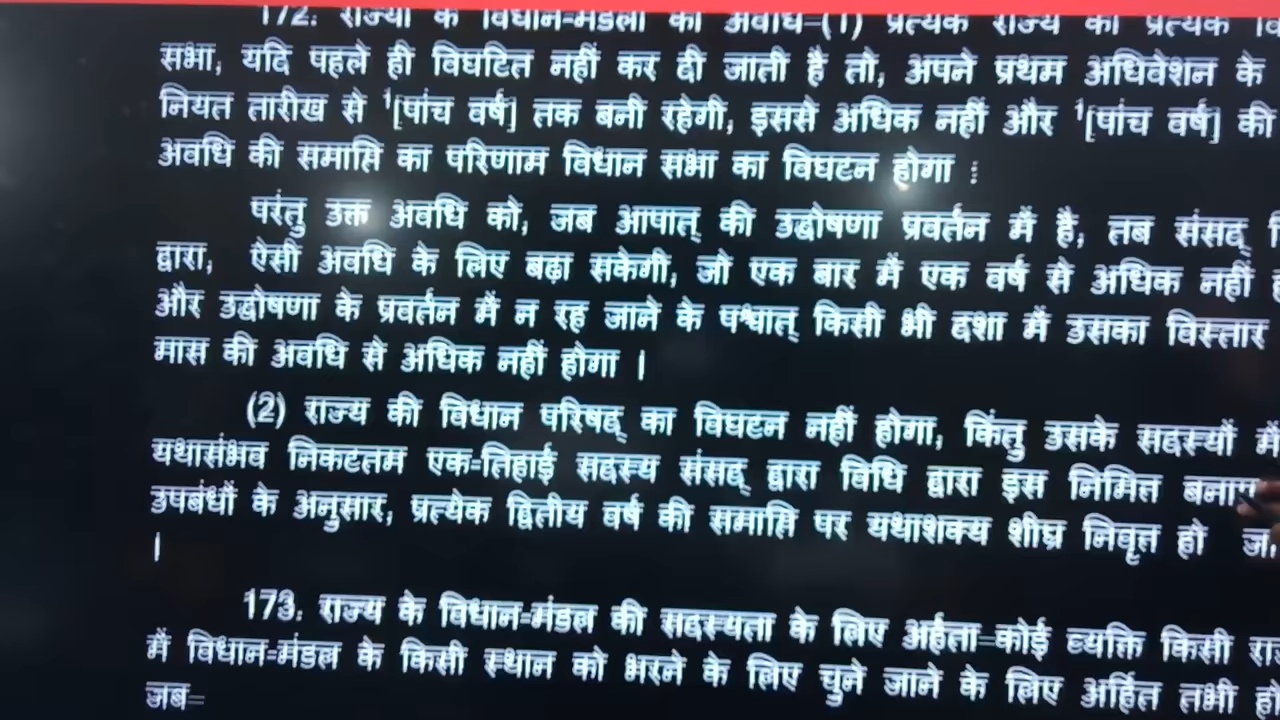 172. राज्यों के विधान-मंडलों की अवधि–(1) प्रत्येक राज्य की प्रत्येक
सभा, यदि पहले ही विघटित नहीं कर दी जाती है तो, अपने प्रथम अधिवेशन के
नियत तारीख से ¹[पांच वर्ष] तक बनी रहेगी, इससे अधिक नहीं और ¹[पांच वर्ष] की
अवधि की समाप्ति का परिणाम विधान सभा का विघटन होगा :
परंतु उक्त अवधि को, जब आपात् की उद्घोषणा प्रवर्तन में है, तब संसद्
द्वारा, ऐसी अवधि के लिए बढ़ा सकेगी, जो एक बार में एक वर्ष से अधिक नहीं
और उद्घोषणा के प्रवर्तन में न रह जाने के पश्चात् किसी भी दशा में उसका विस्तार
मास की अवधि से अधिक नहीं होगा ।
(2) राज्य की विधान परिषद् का विघटन नहीं होगा, किंतु उसके सदस्यों में
यथासंभव निकटतम एक-तिहाई सदस्य संसद् द्वारा विधि द्वारा इस निमित्त
उपबंधों के अनुसार, प्रत्येक द्वितीय वर्ष की समाप्ति पर यथाशक्य शीघ्र निवृत्त हो
।
173. राज्य के विधान-मंडल की सदस्यता के लिए अर्हता–कोई व्यक्ति किसी
में विधान-मंडल के किसी स्थान को भरने के लिए चुने जाने के लिए अर्हित तभी
जब–